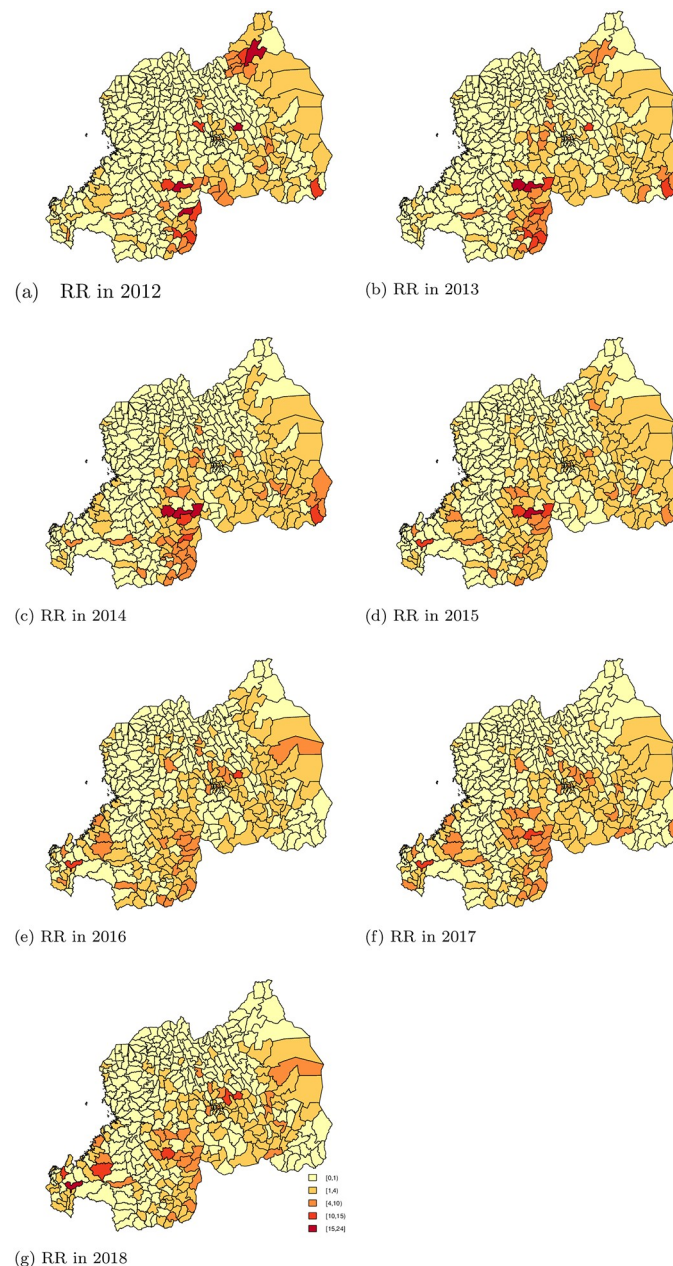 (a) RR in 2012
(b) RR in 2013
(c) RR in 2014
(d) RR in 2015
(e) RR in 2016
(f) RR in 2017
[0,1)
[1,4)
[4,10)
[10,15)
[15,24]
(g) RR in 2018